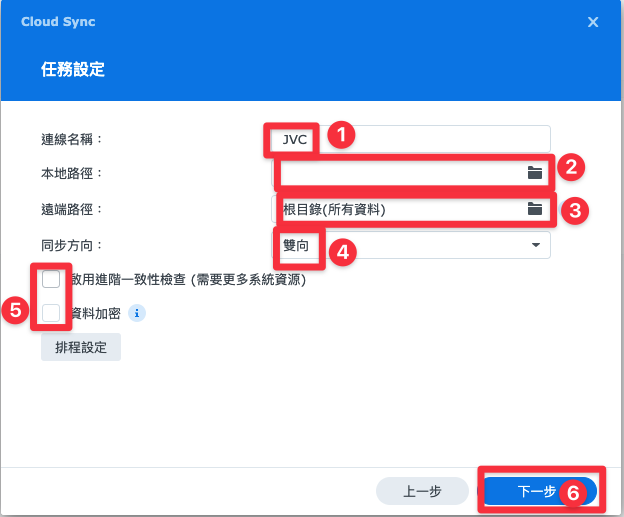 Cloud Sync
任務設定
連線名稱： JVC 1
本地路徑： 2
遠端路徑： 根目錄(所有資料) 3
同步方向： 雙向 4
啟用進階一致性檢查 (需要更多系統資源)
5 資料加密 i
排程設定
上一步 下一步 6